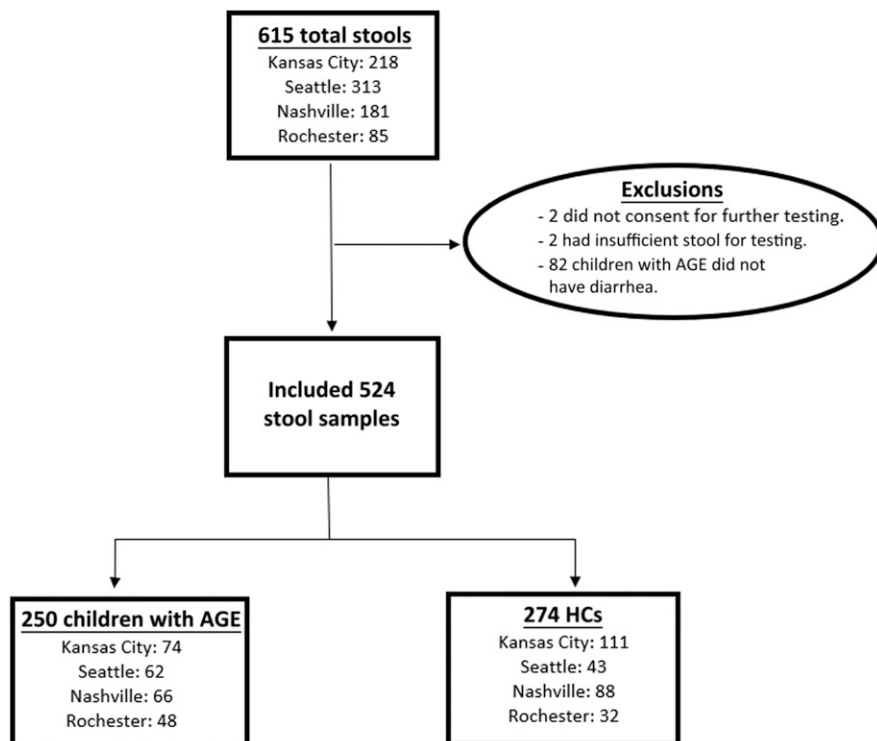 615 total stools
Kansas City: 218
Seattle: 313
Nashville: 181
Rochester: 85
Exclusions
- 2 did not consent for further testing.
- 2 had insufficient stool for testing.
- 82 children with AGE did not
have diarrhea.
Included 524
stool samples
250 children with AGE
Kansas City: 74
Seattle: 62
Nashville: 66
Rochester: 48
274 HCs
Kansas City: 111
Seattle: 43
Nashville: 88
Rochester: 32